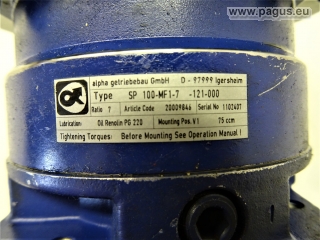 www.pagus.eu
alpha getriebebau GmbH D - 97999 Igersheim
Type SP 100-MF1-7 -121-000
Ratio 7 Article Code 20009846 Serial No 1102407
Lubrication: Oil Renolin PG 220 Mounting Pos. V1 75 ccm
Tightening Torques: Before Mounting See Operation Manual !